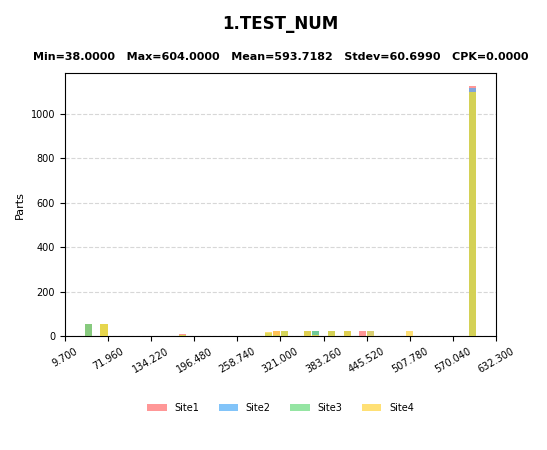 1.TEST_NUM
Min=38.0000 Max=604.0000 Mean=593.7182 Stdev=60.6990 CPK=0.0000
Parts
1000
800
600
400
200
0
9.700 71.960 134.220 196.480 258.740 321.000 383.260 445.520 507.780 570.040 632.300
Site1 Site2 Site3 Site4